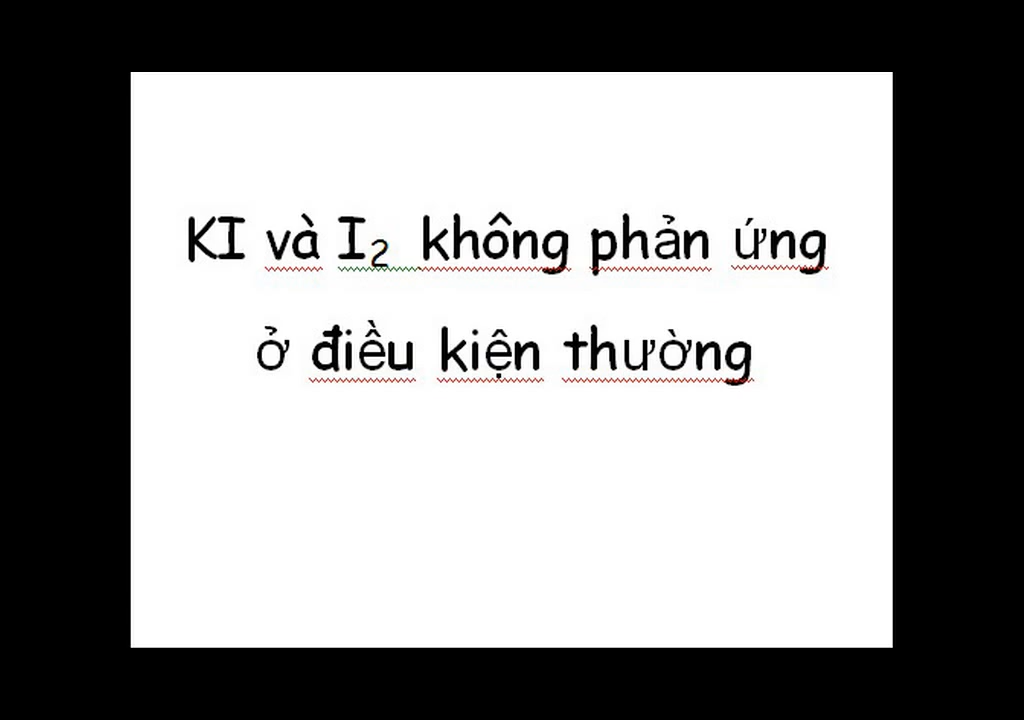 KI và I₂ không phản ứng
ở điều kiện thường